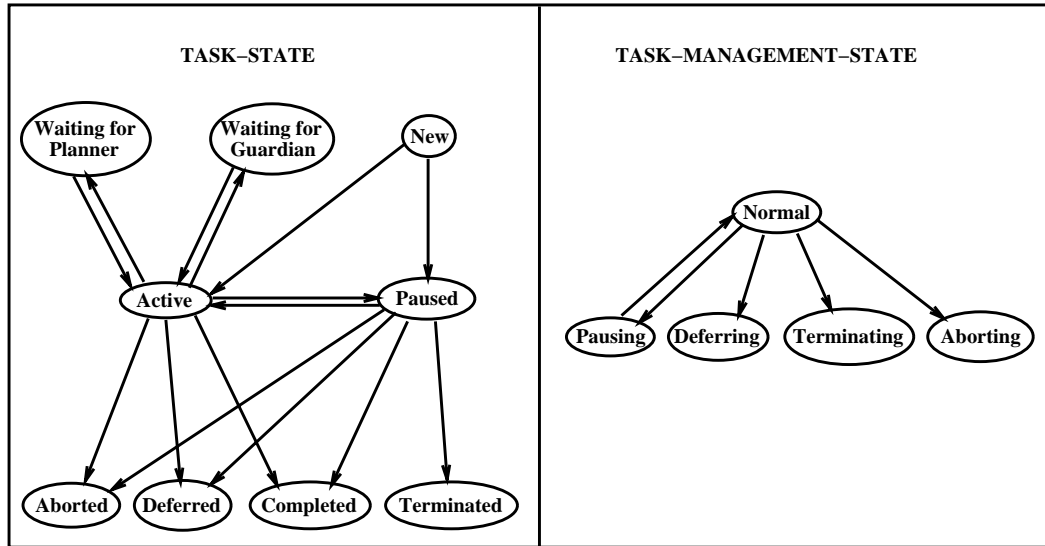 TASK–STATE
TASK–MANAGEMENT–STATE
Waiting for
Planner
Waiting for
Guardian
New
Normal
Active
Paused
Pausing
Deferring
Terminating
Aborting
Aborted
Deferred
Completed
Terminated